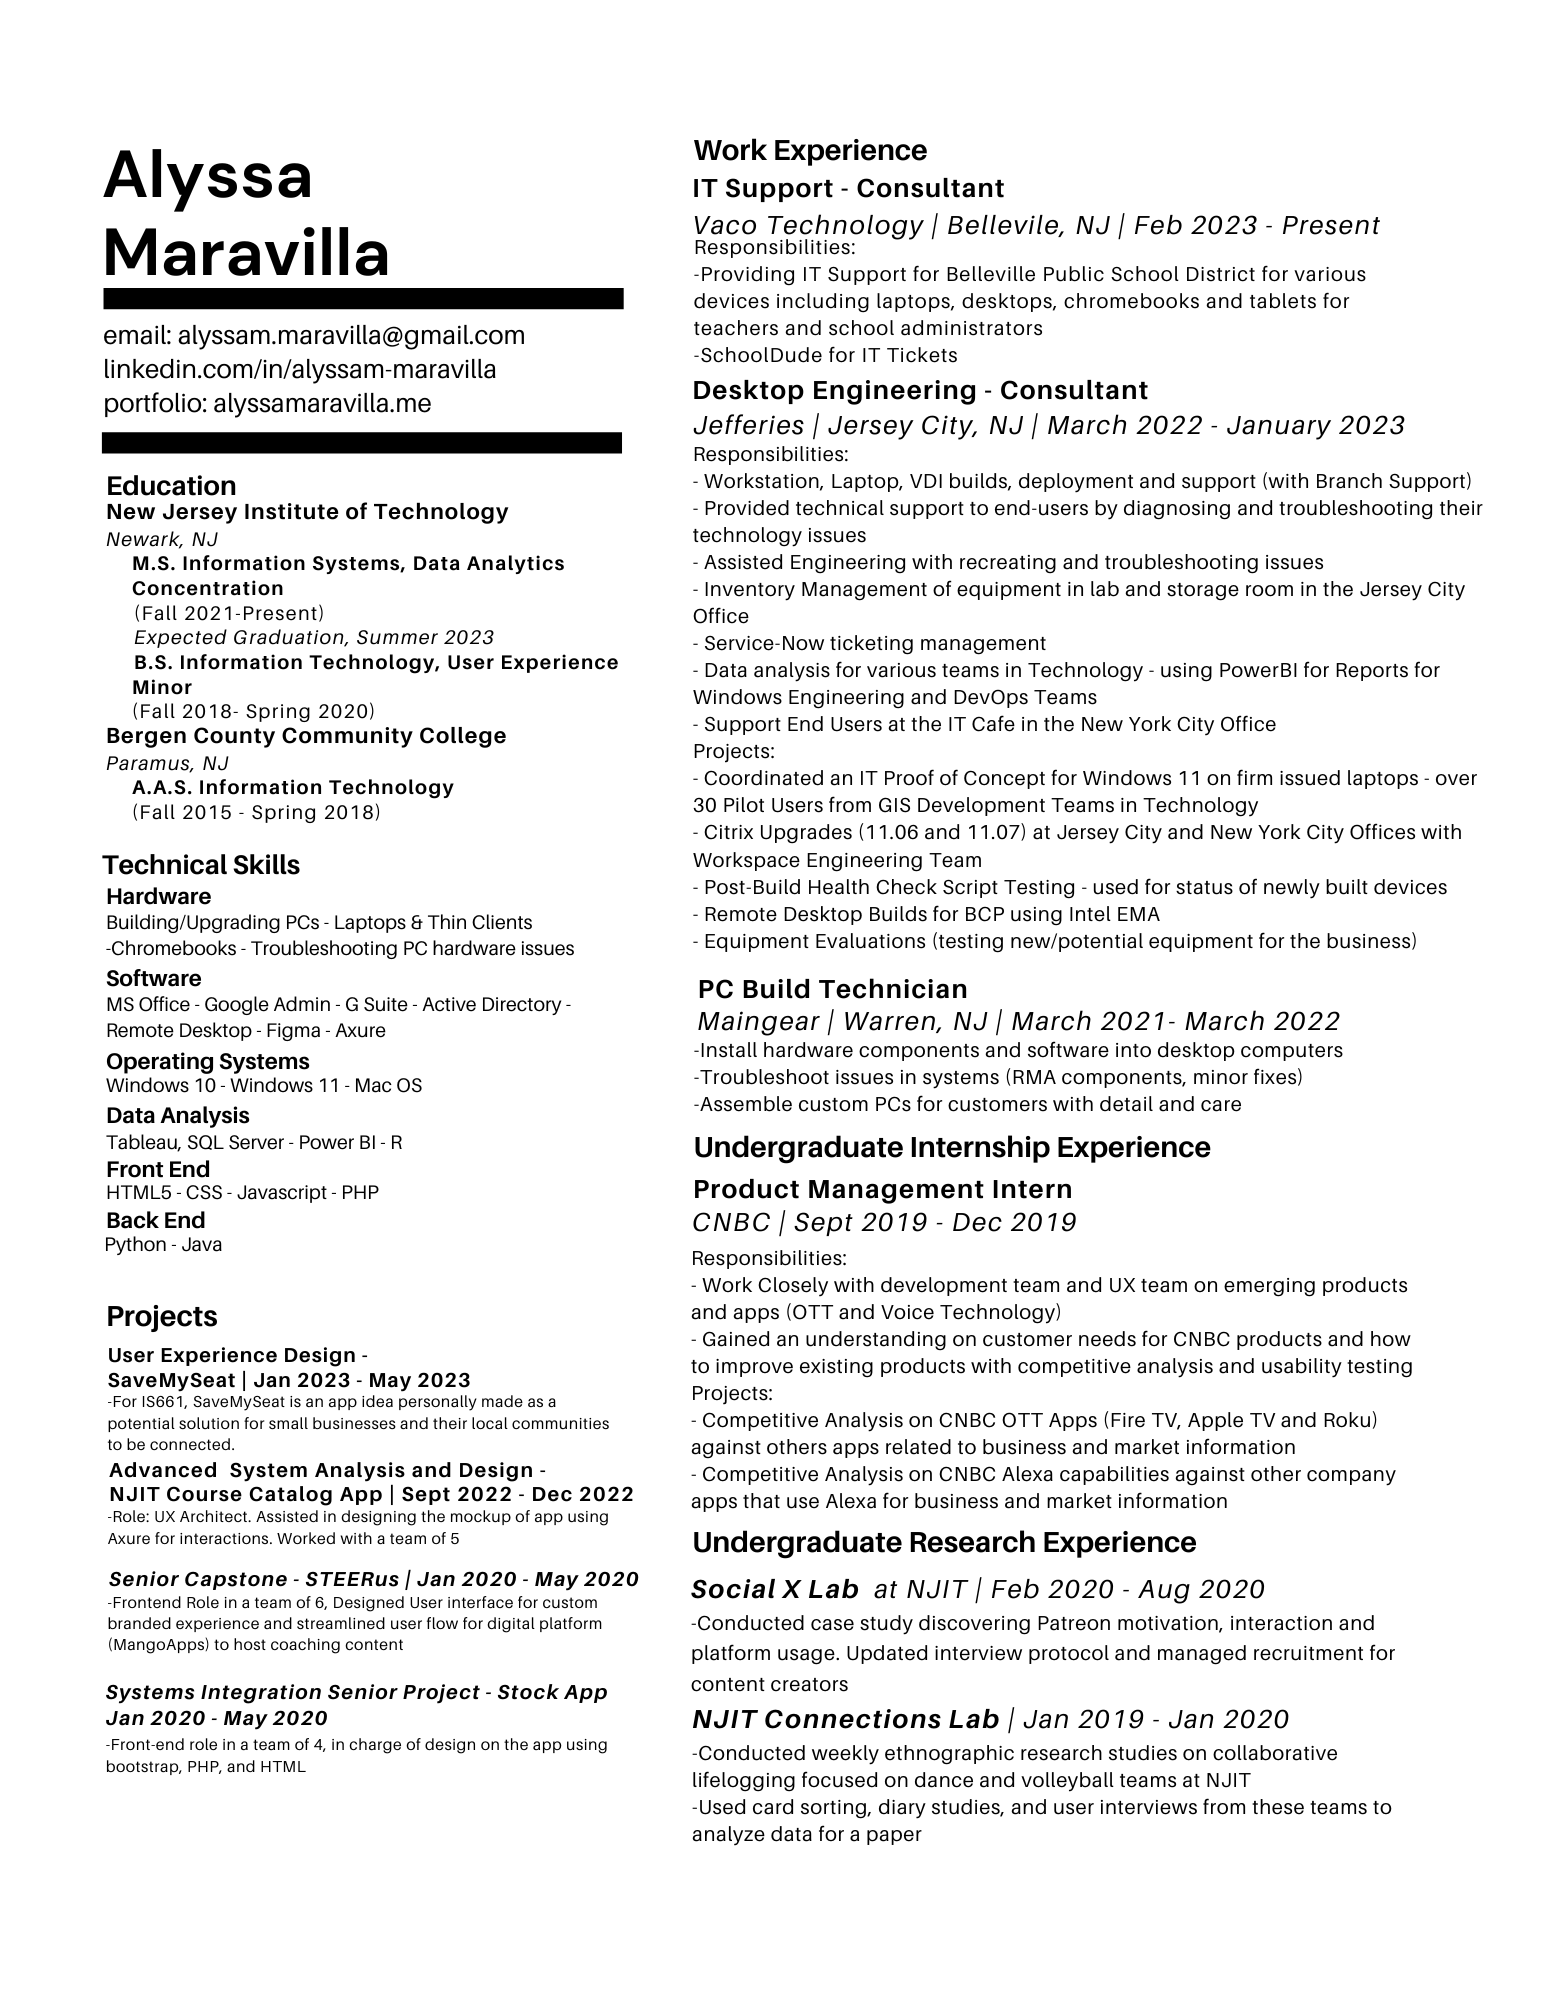 Alyssa
Maravilla
email: alyssam.maravilla@gmail.com
linkedin.com/in/alyssam-maravilla
portfolio: alyssamaravilla.me
Education
New Jersey Institute of Technology
Newark, NJ
M.S. Information Systems, Data Analytics
Concentration
(Fall 2021-Present)
Expected Graduation, Summer 2023
B.S. Information Technology, User Experience
Minor
(Fall 2018- Spring 2020)
Bergen County Community College
Paramus, NJ
A.A.S. Information Technology
(Fall 2015 - Spring 2018)
Technical Skills
Hardware
Building/Upgrading PCs - Laptops & Thin Clients
-Chromebooks - Troubleshooting PC hardware issues
Software
MS Office - Google Admin - G Suite - Active Directory -
Remote Desktop - Figma - Axure
Operating Systems
Windows 10 - Windows 11 - Mac OS
Data Analysis
Tableau, SQL Server - Power BI - R
Front End
HTML5 - CSS - Javascript - PHP
Back End
Python - Java
Projects
User Experience Design -
SaveMySeat | Jan 2023 - May 2023
-For IS661, SaveMySeat is an app idea personally made as a
potential solution for small businesses and their local communities
to be connected.
Advanced  System Analysis and Design -
NJIT Course Catalog App | Sept 2022 - Dec 2022
-Role: UX Architect. Assisted in designing the mockup of app using
Axure for interactions. Worked with a team of 5
Senior Capstone - STEERus | Jan 2020 - May 2020
-Frontend Role in a team of 6, Designed User interface for custom
branded experience and streamlined user flow for digital platform
(MangoApps) to host coaching content
Systems Integration Senior Project - Stock App
Jan 2020 - May 2020
-Front-end role in a team of 4, in charge of design on the app using
bootstrap, PHP, and HTML
Work Experience
IT Support - Consultant
Vaco Technology | Bellevile, NJ | Feb 2023 - Present
Responsibilities:
-Providing IT Support for Belleville Public School District for various
devices including laptops, desktops, chromebooks and tablets for
teachers and school administrators
-SchoolDude for IT Tickets
Desktop Engineering - Consultant
Jefferies | Jersey City, NJ | March 2022 - January 2023
Responsibilities:
- Workstation, Laptop, VDI builds, deployment and support (with Branch Support)
- Provided technical support to end-users by diagnosing and troubleshooting their
technology issues
- Assisted Engineering with recreating and troubleshooting issues
- Inventory Management of equipment in lab and storage room in the Jersey City
Office
- Service-Now ticketing management
- Data analysis for various teams in Technology - using PowerBI for Reports for
Windows Engineering and DevOps Teams
- Support End Users at the IT Cafe in the New York City Office
Projects:
- Coordinated an IT Proof of Concept for Windows 11 on firm issued laptops - over
30 Pilot Users from GIS Development Teams in Technology
- Citrix Upgrades (11.06 and 11.07) at Jersey City and New York City Offices with
Workspace Engineering Team
- Post-Build Health Check Script Testing - used for status of newly built devices
- Remote Desktop Builds for BCP using Intel EMA
- Equipment Evaluations (testing new/potential equipment for the business)
PC Build Technician
Maingear | Warren, NJ | March 2021- March 2022
-Install hardware components and software into desktop computers
-Troubleshoot issues in systems (RMA components, minor fixes)
-Assemble custom PCs for customers with detail and care
Undergraduate Internship Experience
Product Management Intern
CNBC | Sept 2019 - Dec 2019
Responsibilities:
- Work Closely with development team and UX team on emerging products
and apps (OTT and Voice Technology)
- Gained an understanding on customer needs for CNBC products and how
to improve existing products with competitive analysis and usability testing
Projects:
- Competitive Analysis on CNBC OTT Apps (Fire TV, Apple TV and Roku)
against others apps related to business and market information
- Competitive Analysis on CNBC Alexa capabilities against other company
apps that use Alexa for business and market information
Undergraduate Research Experience
Social X Lab  at NJIT | Feb 2020 - Aug 2020
-Conducted case study discovering Patreon motivation, interaction and
platform usage. Updated interview protocol and managed recruitment for
content creators
NJIT Connections Lab | Jan 2019 - Jan 2020
-Conducted weekly ethnographic research studies on collaborative
lifelogging focused on dance and volleyball teams at NJIT
-Used card sorting, diary studies, and user interviews from these teams to
analyze data for a paper